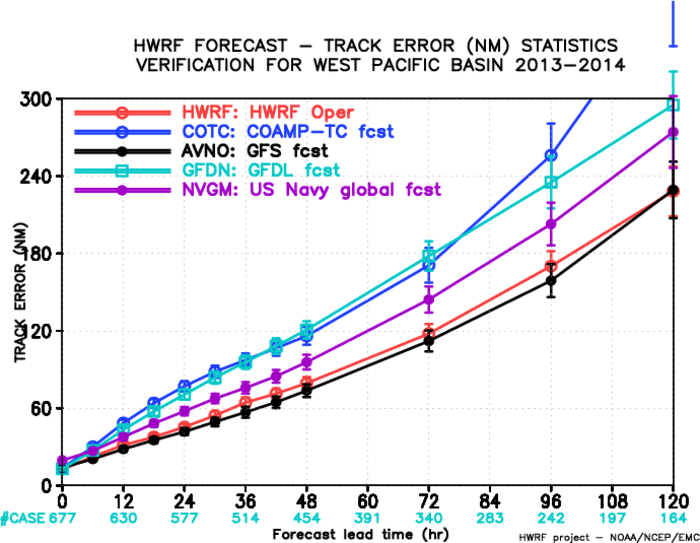 HWRF FORECAST – TRACK ERROR (NM) STATISTICS
VERIFICATION FOR WEST PACIFIC BASIN 2013–2014
HWRF: HWRF Oper
COTC: COAMP–TC fcst
AVNO: GFS fcst
GFDN: GFDL fcst
NVGM: US Navy global fcst
TRACK ERROR (NM)
300
240
180
120
60
0
0 12 24 36 48 60 72 84 96 108 120
#CASE 677 630 577 514 454 391 340 283 242 197 164
Forecast lead time (hr)
HWRF project – NOAA/NCEP/EMC